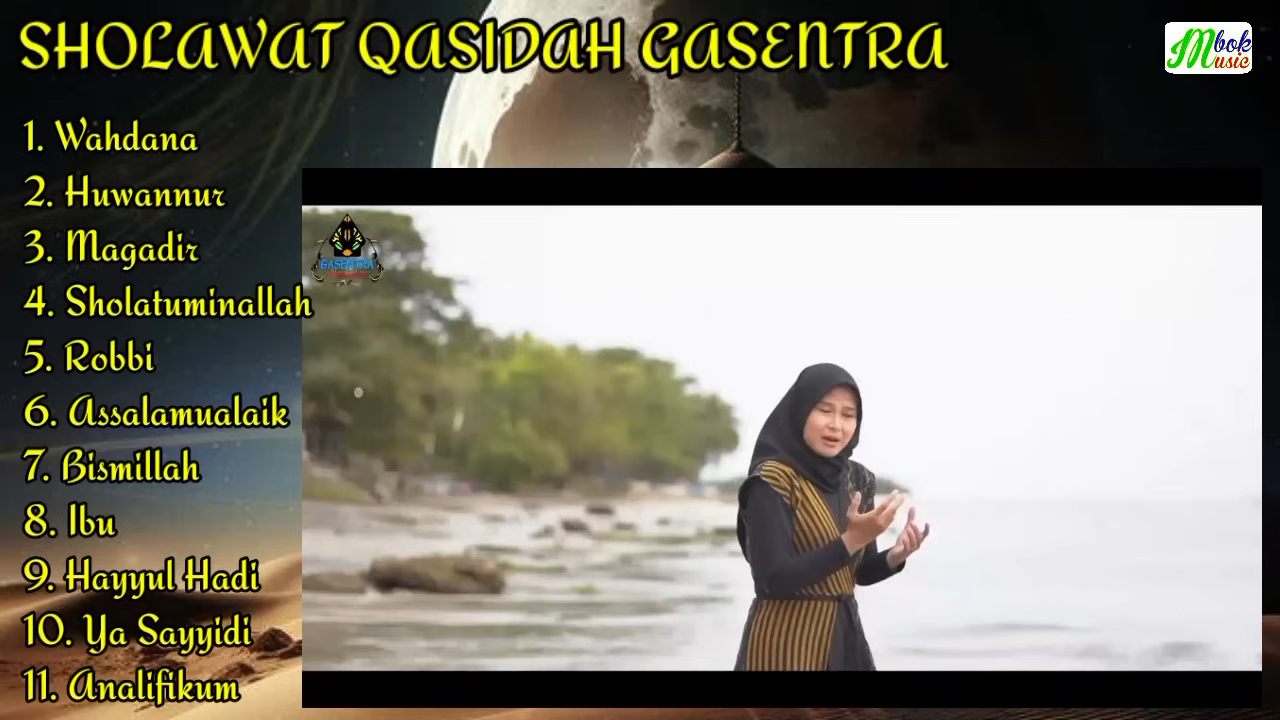 SHOLAWAT QASIDAH GASENTRA
Mbok
Music
1. Wahdana
2. Huwannur
3. Magadir
4. Sholatuminallah
5. Robbi
6. Assalamualaik
7. Bismillah
8. Ibu
9. Hayyul Hadi
10. Ya Sayyidi
11. Analifikum
GASENTRA